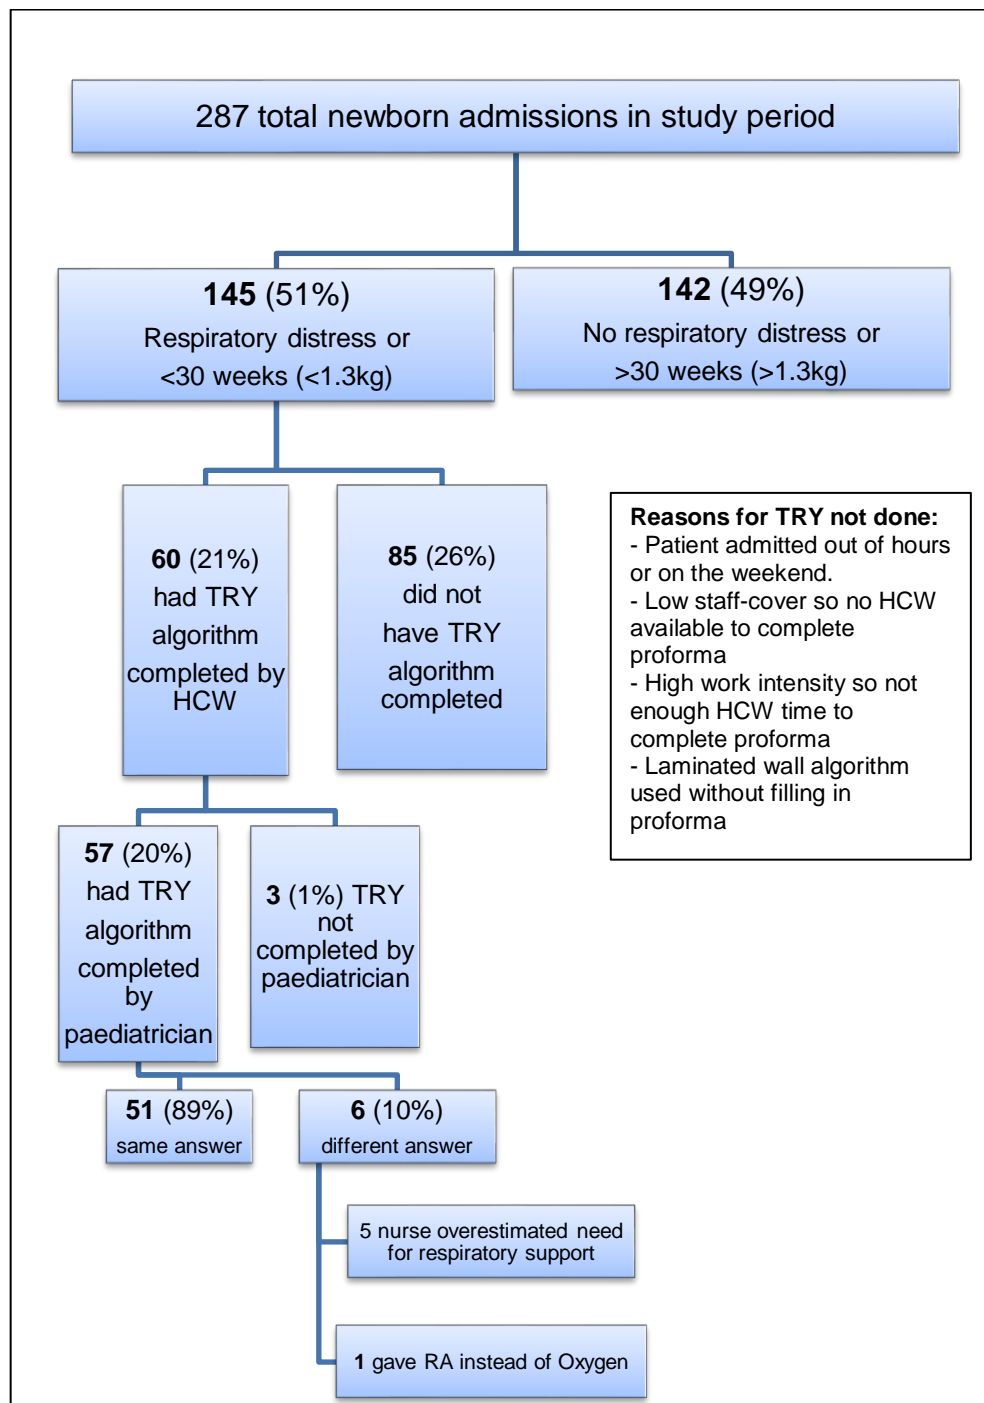 287 total newborn admissions in study period
145 (51%)
Respiratory distress or
<30 weeks (<1.3kg)
142 (49%)
No respiratory distress or
>30 weeks (>1.3kg)
60 (21%)
had TRY
algorithm
completed by
HCW
85 (26%)
did not
have TRY
algorithm
completed
Reasons for TRY not done:
- Patient admitted out of hours
or on the weekend.
- Low staff-cover so no HCW
available to complete
proforma
- High work intensity so not
enough HCW time to
complete proforma
- Laminated wall algorithm
used without filling in
proforma
57 (20%)
had TRY
algorithm
completed
by
paediatrician
3 (1%) TRY
not
completed by
paediatrician
51 (89%)
same answer
6 (10%)
different answer
5 nurse overestimated need
for respiratory support
1 gave RA instead of Oxygen